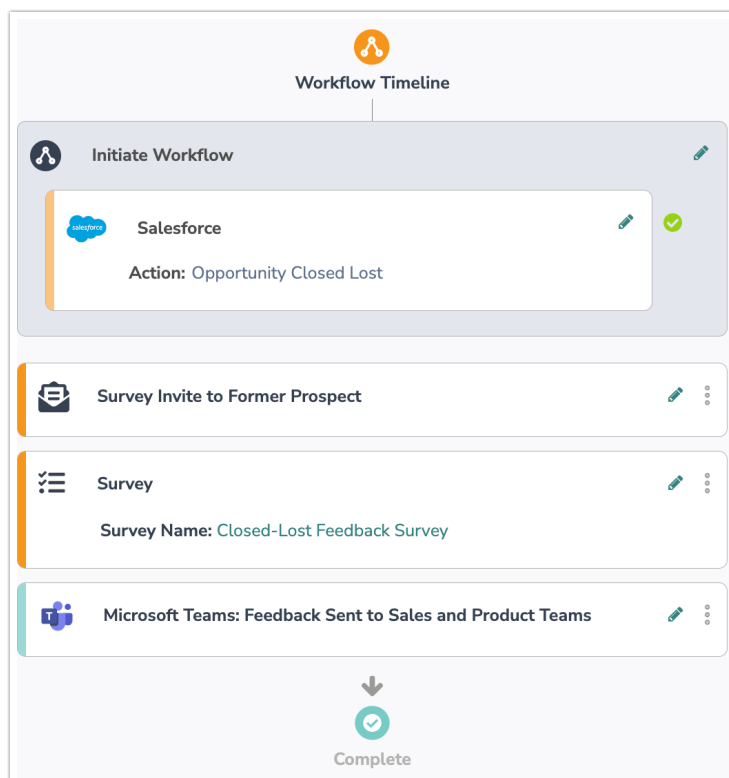 Workflow Timeline
Initiate Workflow
salesforce
Salesforce
Action: Opportunity Closed Lost
Survey Invite to Former Prospect
Survey
Survey Name: Closed-Lost Feedback Survey
T
Microsoft Teams: Feedback Sent to Sales and Product Teams
Complete